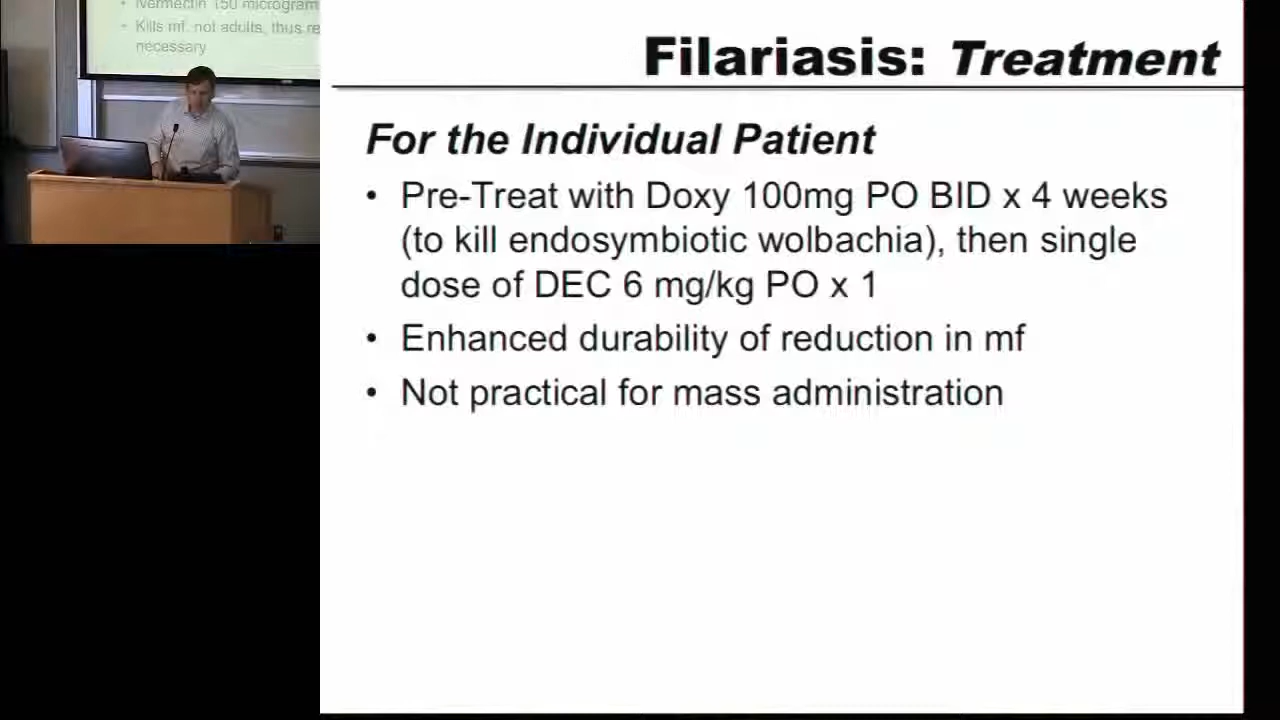 Ivermectin 150 microgram
• Kills mf, not adults, thus re
necessary
Filariasis: Treatment
For the Individual Patient
• Pre-Treat with Doxy 100mg PO BID x 4 weeks
(to kill endosymbiotic wolbachia), then single
dose of DEC 6 mg/kg PO x 1
• Enhanced durability of reduction in mf
• Not practical for mass administration